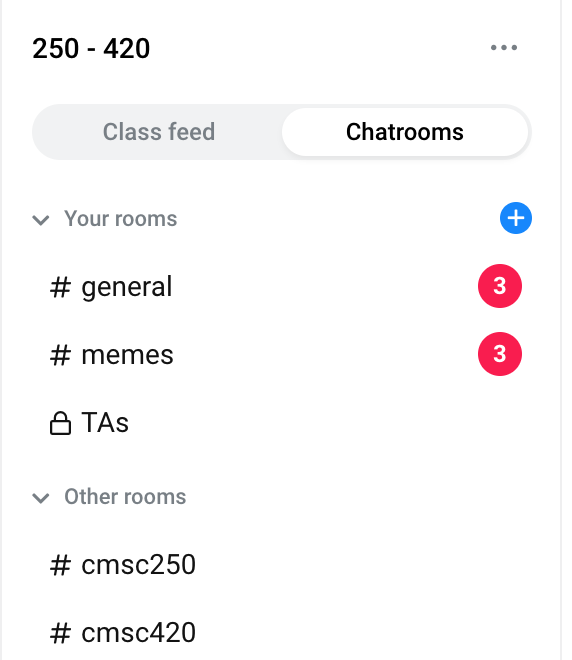 250 - 420
Class feed Chatrooms
Your rooms
# general 3
# memes 3
TAs
Other rooms
# cmsc250
# cmsc420